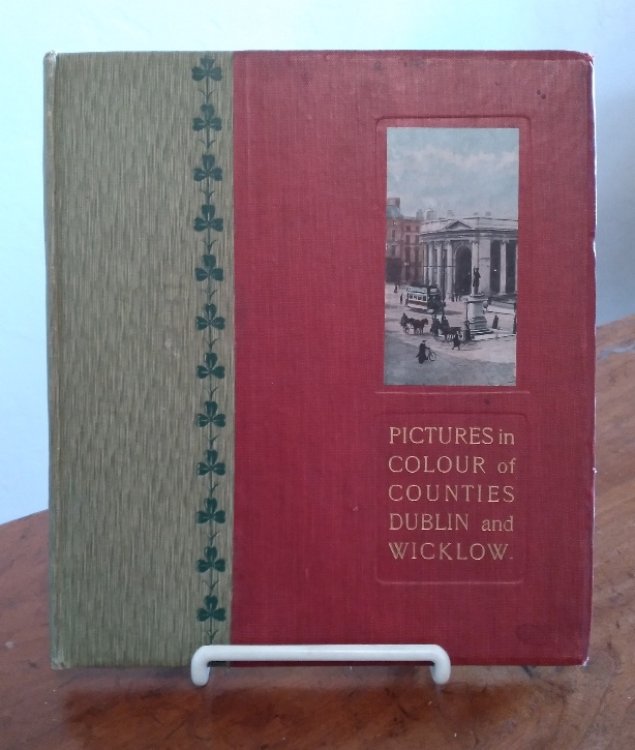 PICTURES in
COLOUR of
COUNTIES
DUBLIN and
WICKLOW.